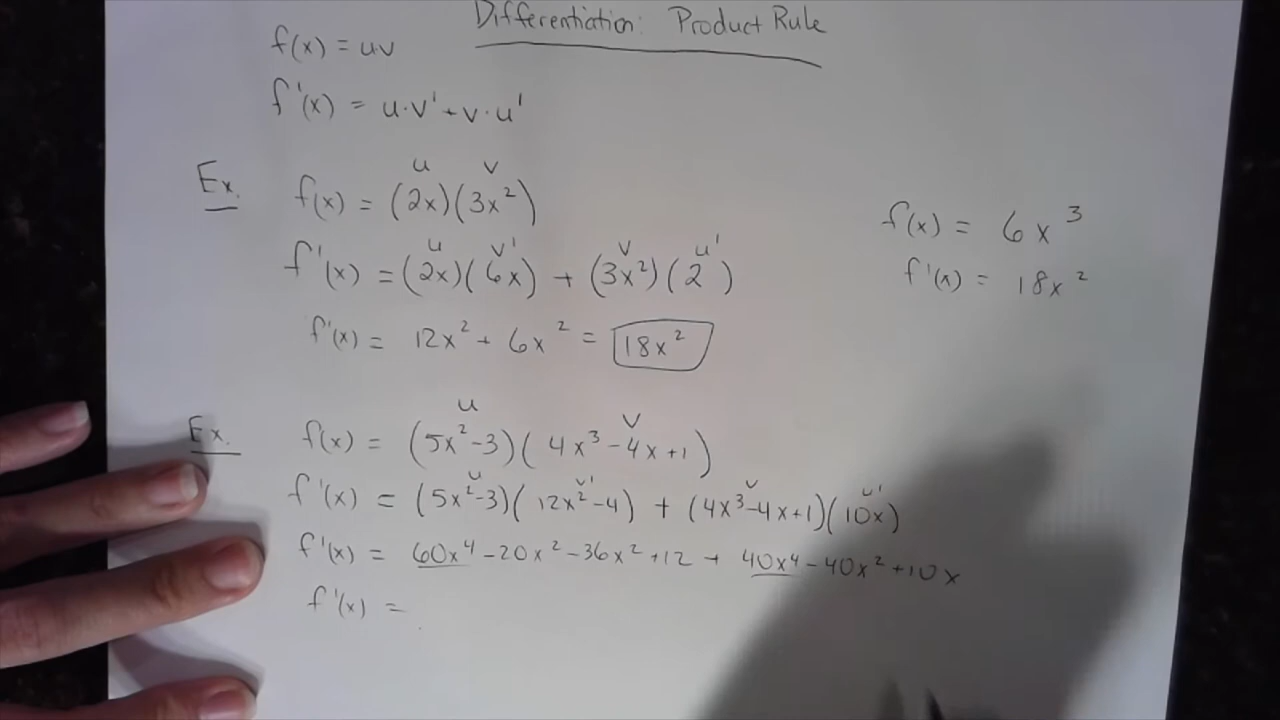 Differentiation: Product Rule
f(x) = uv
f'(x) = u·v' + v·u'
u v
Ex. f(x) = (2x)(3x²)
u v' v u'
f'(x) = (2x)(6x) + (3x²)(2)
f'(x) = 12x² + 6x² = 18x²
f(x) = 6x³
f'(x) = 18x²
u v
Ex. f(x) = (5x²-3)(4x³-4x+1)
u v' v u'
f'(x) = (5x²-3)(12x²-4) + (4x³-4x+1)(10x)
f'(x) = 60x⁴-20x²-36x²+12 + 40x⁴-40x²+10x
f'(x) =